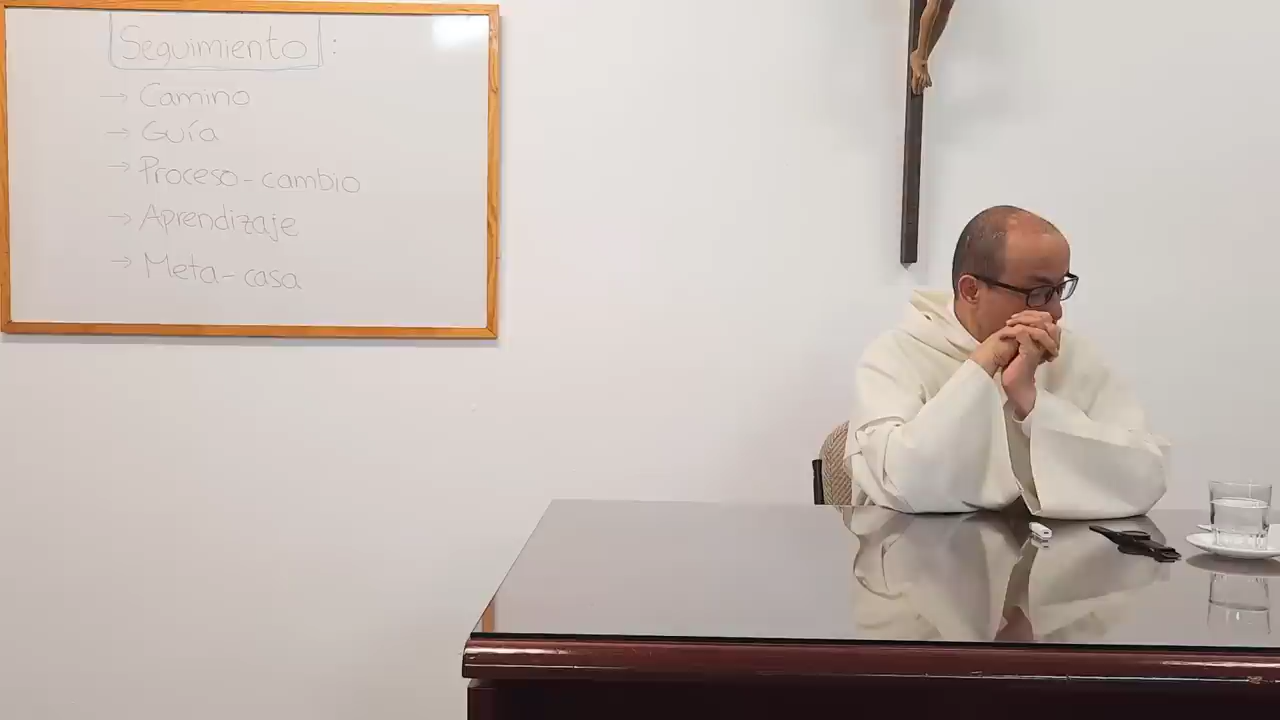 Seguimiento :
→ Camino
→ Guía
→ Proceso-cambio
→ Aprendizaje
→ Meta-casa